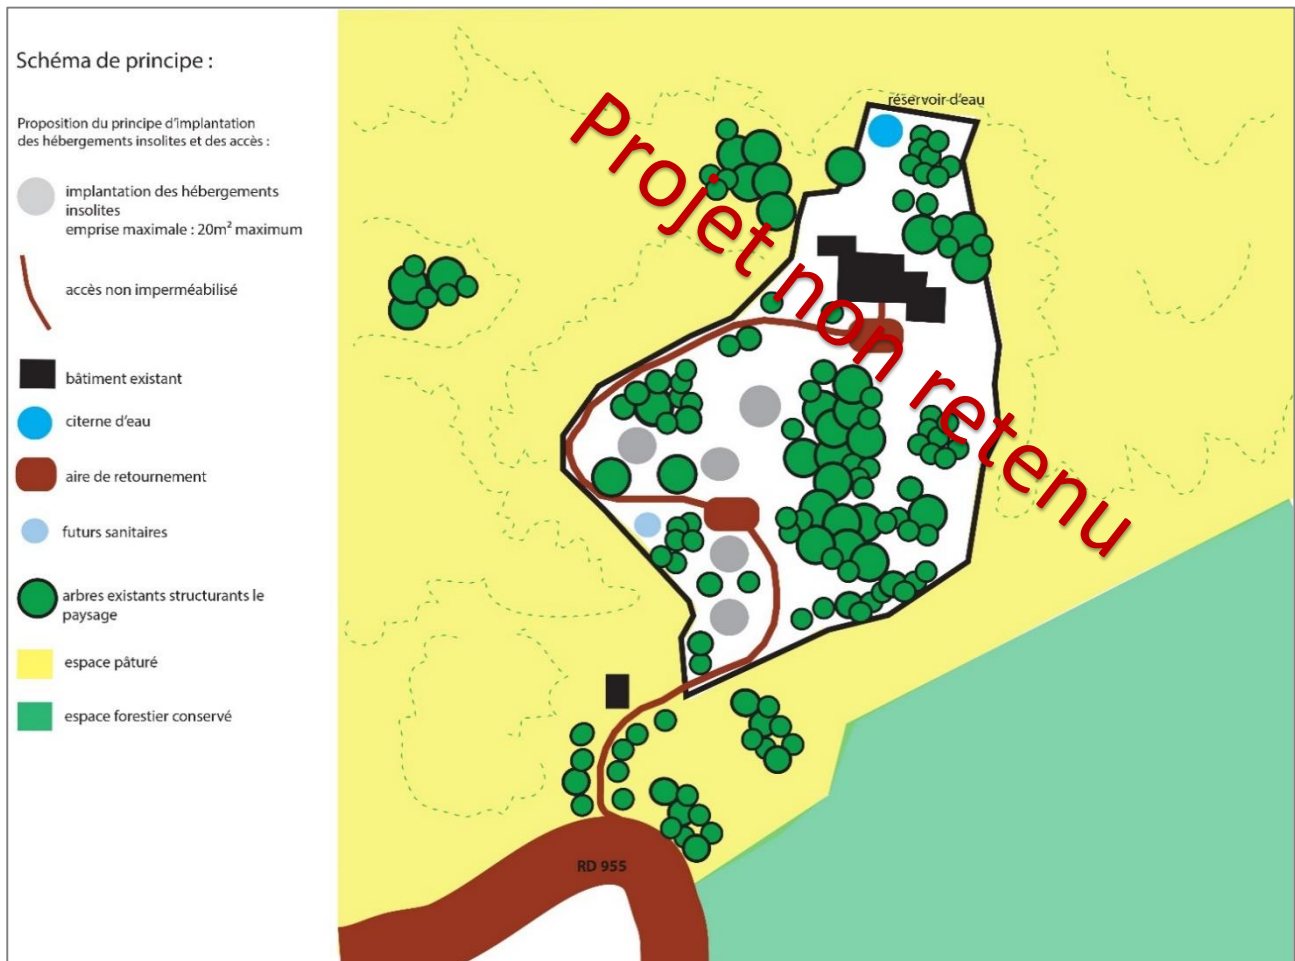 Schéma de principe :
Proposition du principe d'implantation
des hébergements insolites et des accès :
implantation des hébergements
insolites
emprise maximale : 20m² maximum
accès non imperméabilisé
bâtiment existant
citerne d'eau
aire de retournement
futurs sanitaires
arbres existants structurants le
paysage
espace pâturé
espace forestier conservé
réservoir d'eau
Projet non retenu
RD 955